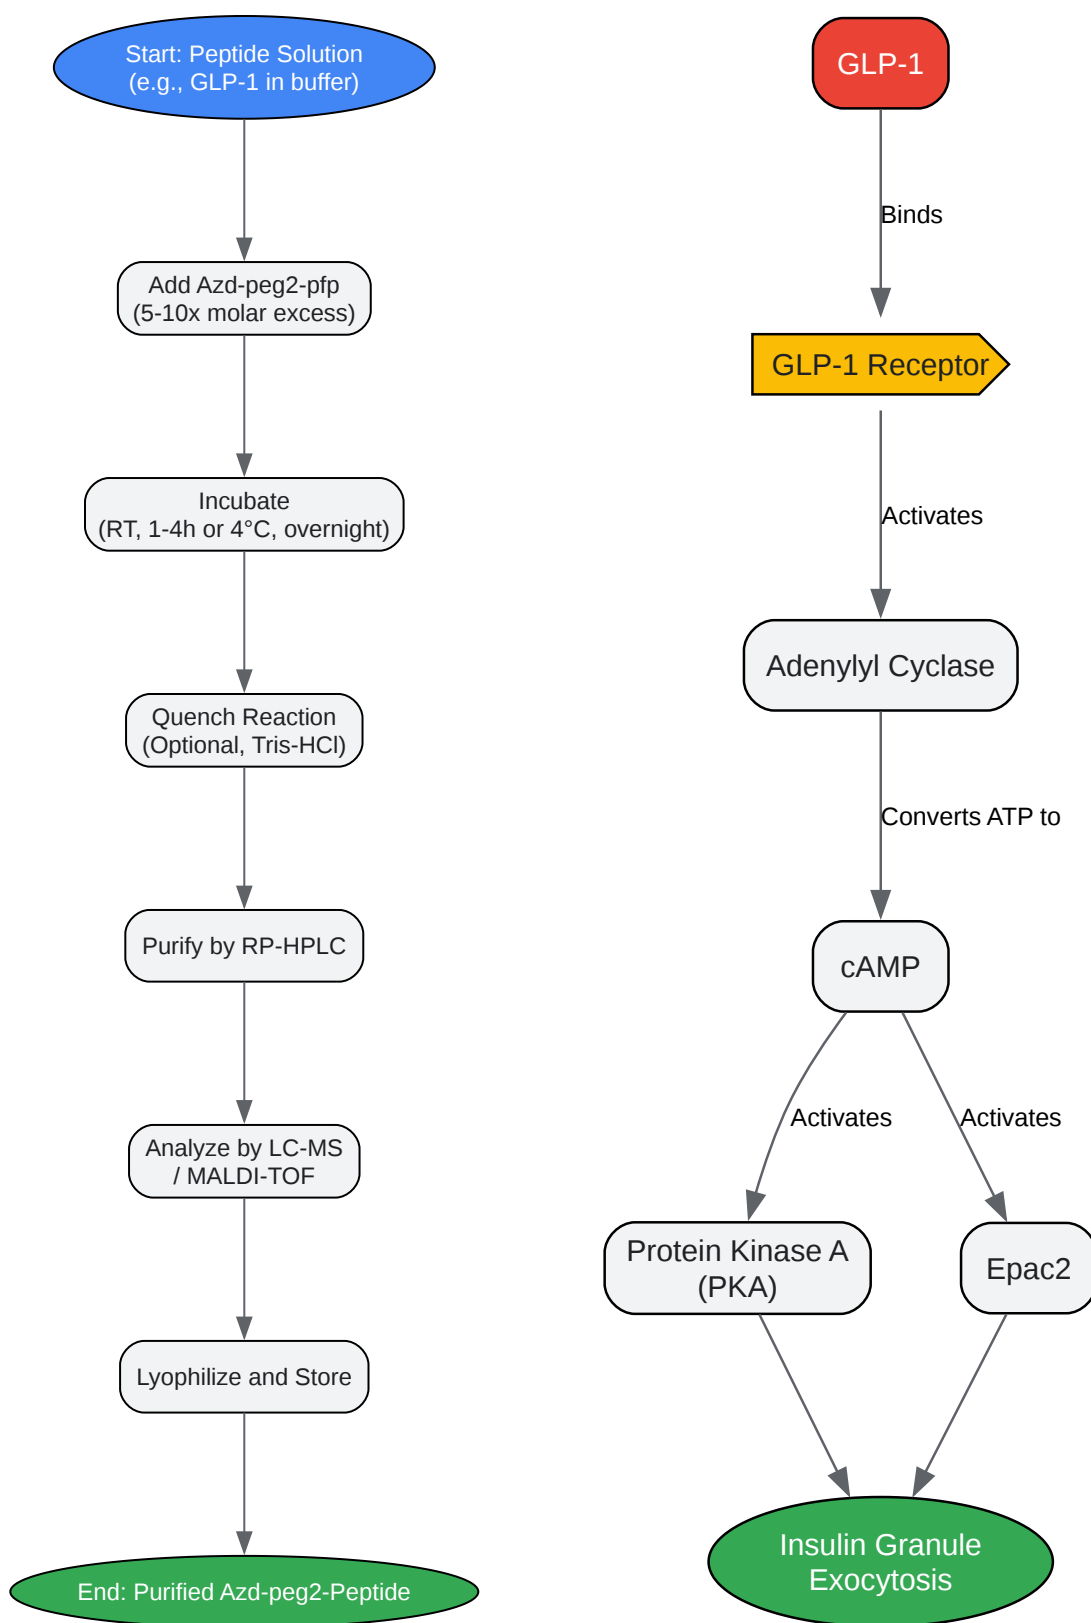 Start: Peptide Solution
(e.g., GLP-1 in buffer)
Add Azd-peg2-pfp
(5-10x molar excess)
Incubate
(RT, 1-4h or 4°C, overnight)
Quench Reaction
(Optional, Tris-HCl)
Purify by RP-HPLC
Analyze by LC-MS
/ MALDI-TOF
Lyophilize and Store
End: Purified Azd-peg2-Peptide
GLP-1
Binds
GLP-1 Receptor
Activates
Adenylyl Cyclase
Converts ATP to
cAMP
Activates
Activates
Protein Kinase A
(PKA)
Epac2
Insulin Granule
Exocytosis